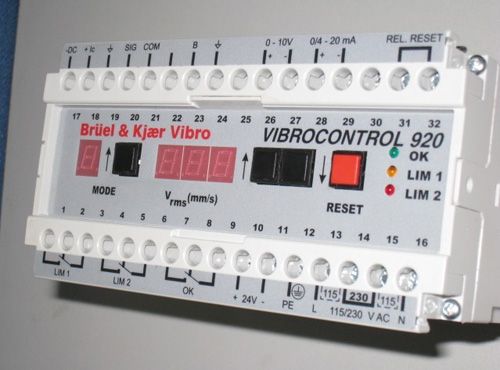 -DC + Ic ⏚ SIG COM B ⏚ 0 - 10V 0/4 - 20 mA REL. RESET
+ - + -
17 18 19 20 21 22 23 24 25 26 27 28 29 30 31 32
Brüel & Kjær Vibro VIBROCONTROL 920
OK
LIM 1
LIM 2
MODE Vrms(mm/s) RESET
1 2 3 4 5 6 7 8 9 10 11 12 13 14 15 16
LIM 1 LIM 2 OK + 24V - PE L 115 230 115 N
115/230 V AC